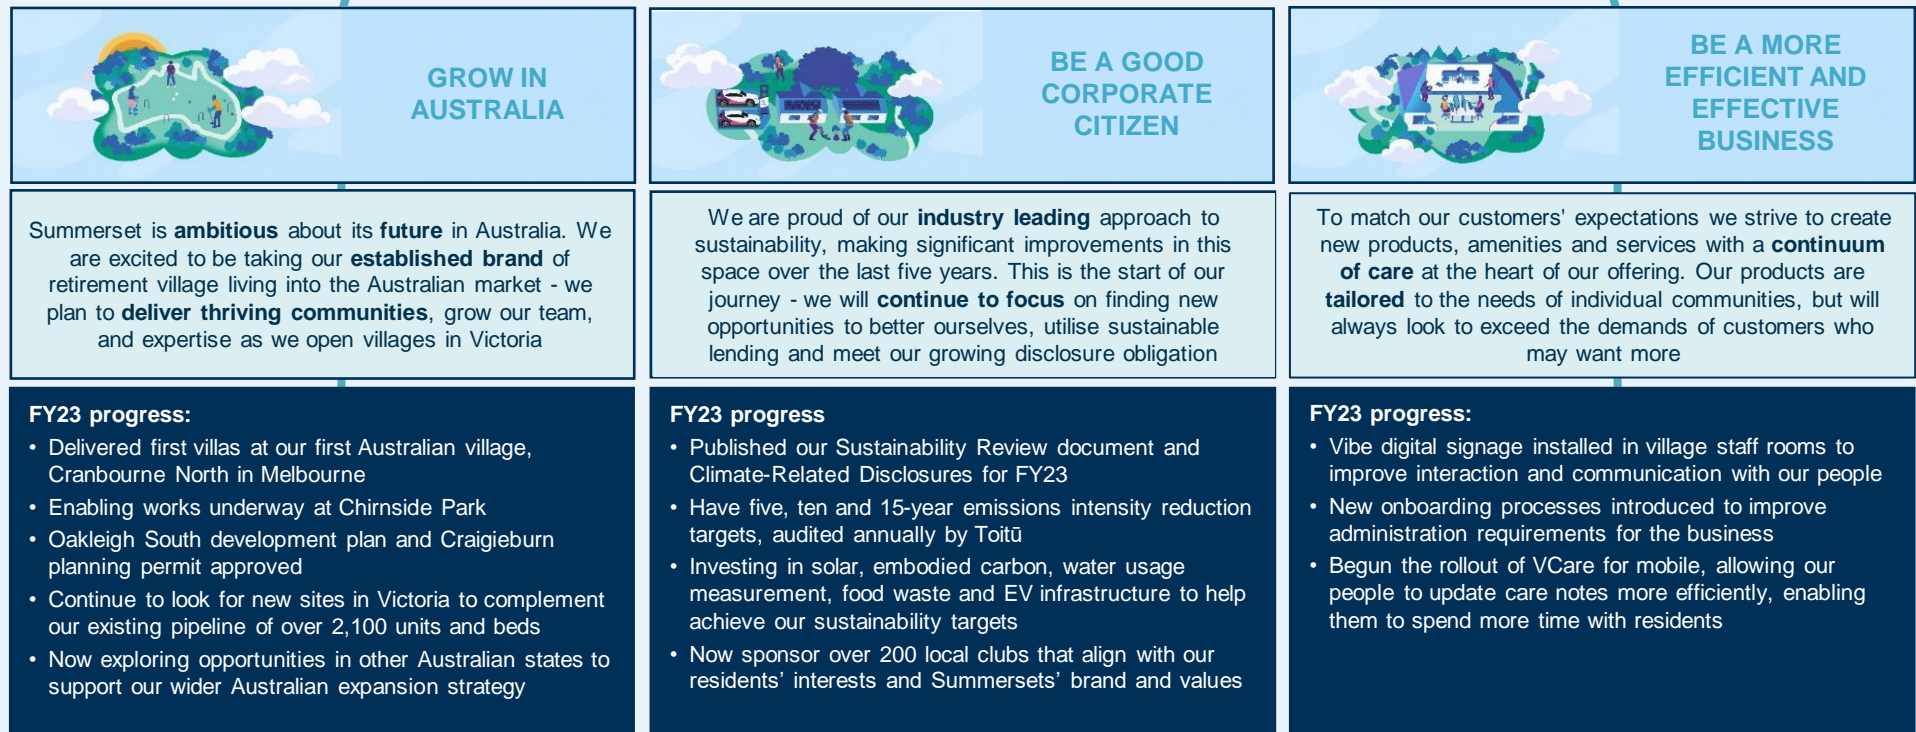 GROW IN
AUSTRALIA
Summerset is ambitious about its future in Australia. We
are excited to be taking our established brand of
retirement village living into the Australian market - we
plan to deliver thriving communities, grow our team,
and expertise as we open villages in Victoria
FY23 progress:
• Delivered first villas at our first Australian village,
Cranbourne North in Melbourne
• Enabling works underway at Chirnside Park
• Oakleigh South development plan and Craigieburn
planning permit approved
• Continue to look for new sites in Victoria to complement
our existing pipeline of over 2,100 units and beds
• Now exploring opportunities in other Australian states to
support our wider Australian expansion strategy
BE A GOOD
CORPORATE
CITIZEN
We are proud of our industry leading approach to
sustainability, making significant improvements in this
space over the last five years. This is the start of our
journey - we will continue to focus on finding new
opportunities to better ourselves, utilise sustainable
lending and meet our growing disclosure obligation
FY23 progress
• Published our Sustainability Review document and
Climate-Related Disclosures for FY23
• Have five, ten and 15-year emissions intensity reduction
targets, audited annually by Toitū
• Investing in solar, embodied carbon, water usage
measurement, food waste and EV infrastructure to help
achieve our sustainability targets
• Now sponsor over 200 local clubs that align with our
residents' interests and Summersets' brand and values
BE A MORE
EFFICIENT AND
EFFECTIVE
BUSINESS
To match our customers' expectations we strive to create
new products, amenities and services with a continuum
of care at the heart of our offering. Our products are
tailored to the needs of individual communities, but will
always look to exceed the demands of customers who
may want more
FY23 progress:
• Vibe digital signage installed in village staff rooms to
improve interaction and communication with our people
• New onboarding processes introduced to improve
administration requirements for the business
• Begun the rollout of VCare for mobile, allowing our
people to update care notes more efficiently, enabling
them to spend more time with residents